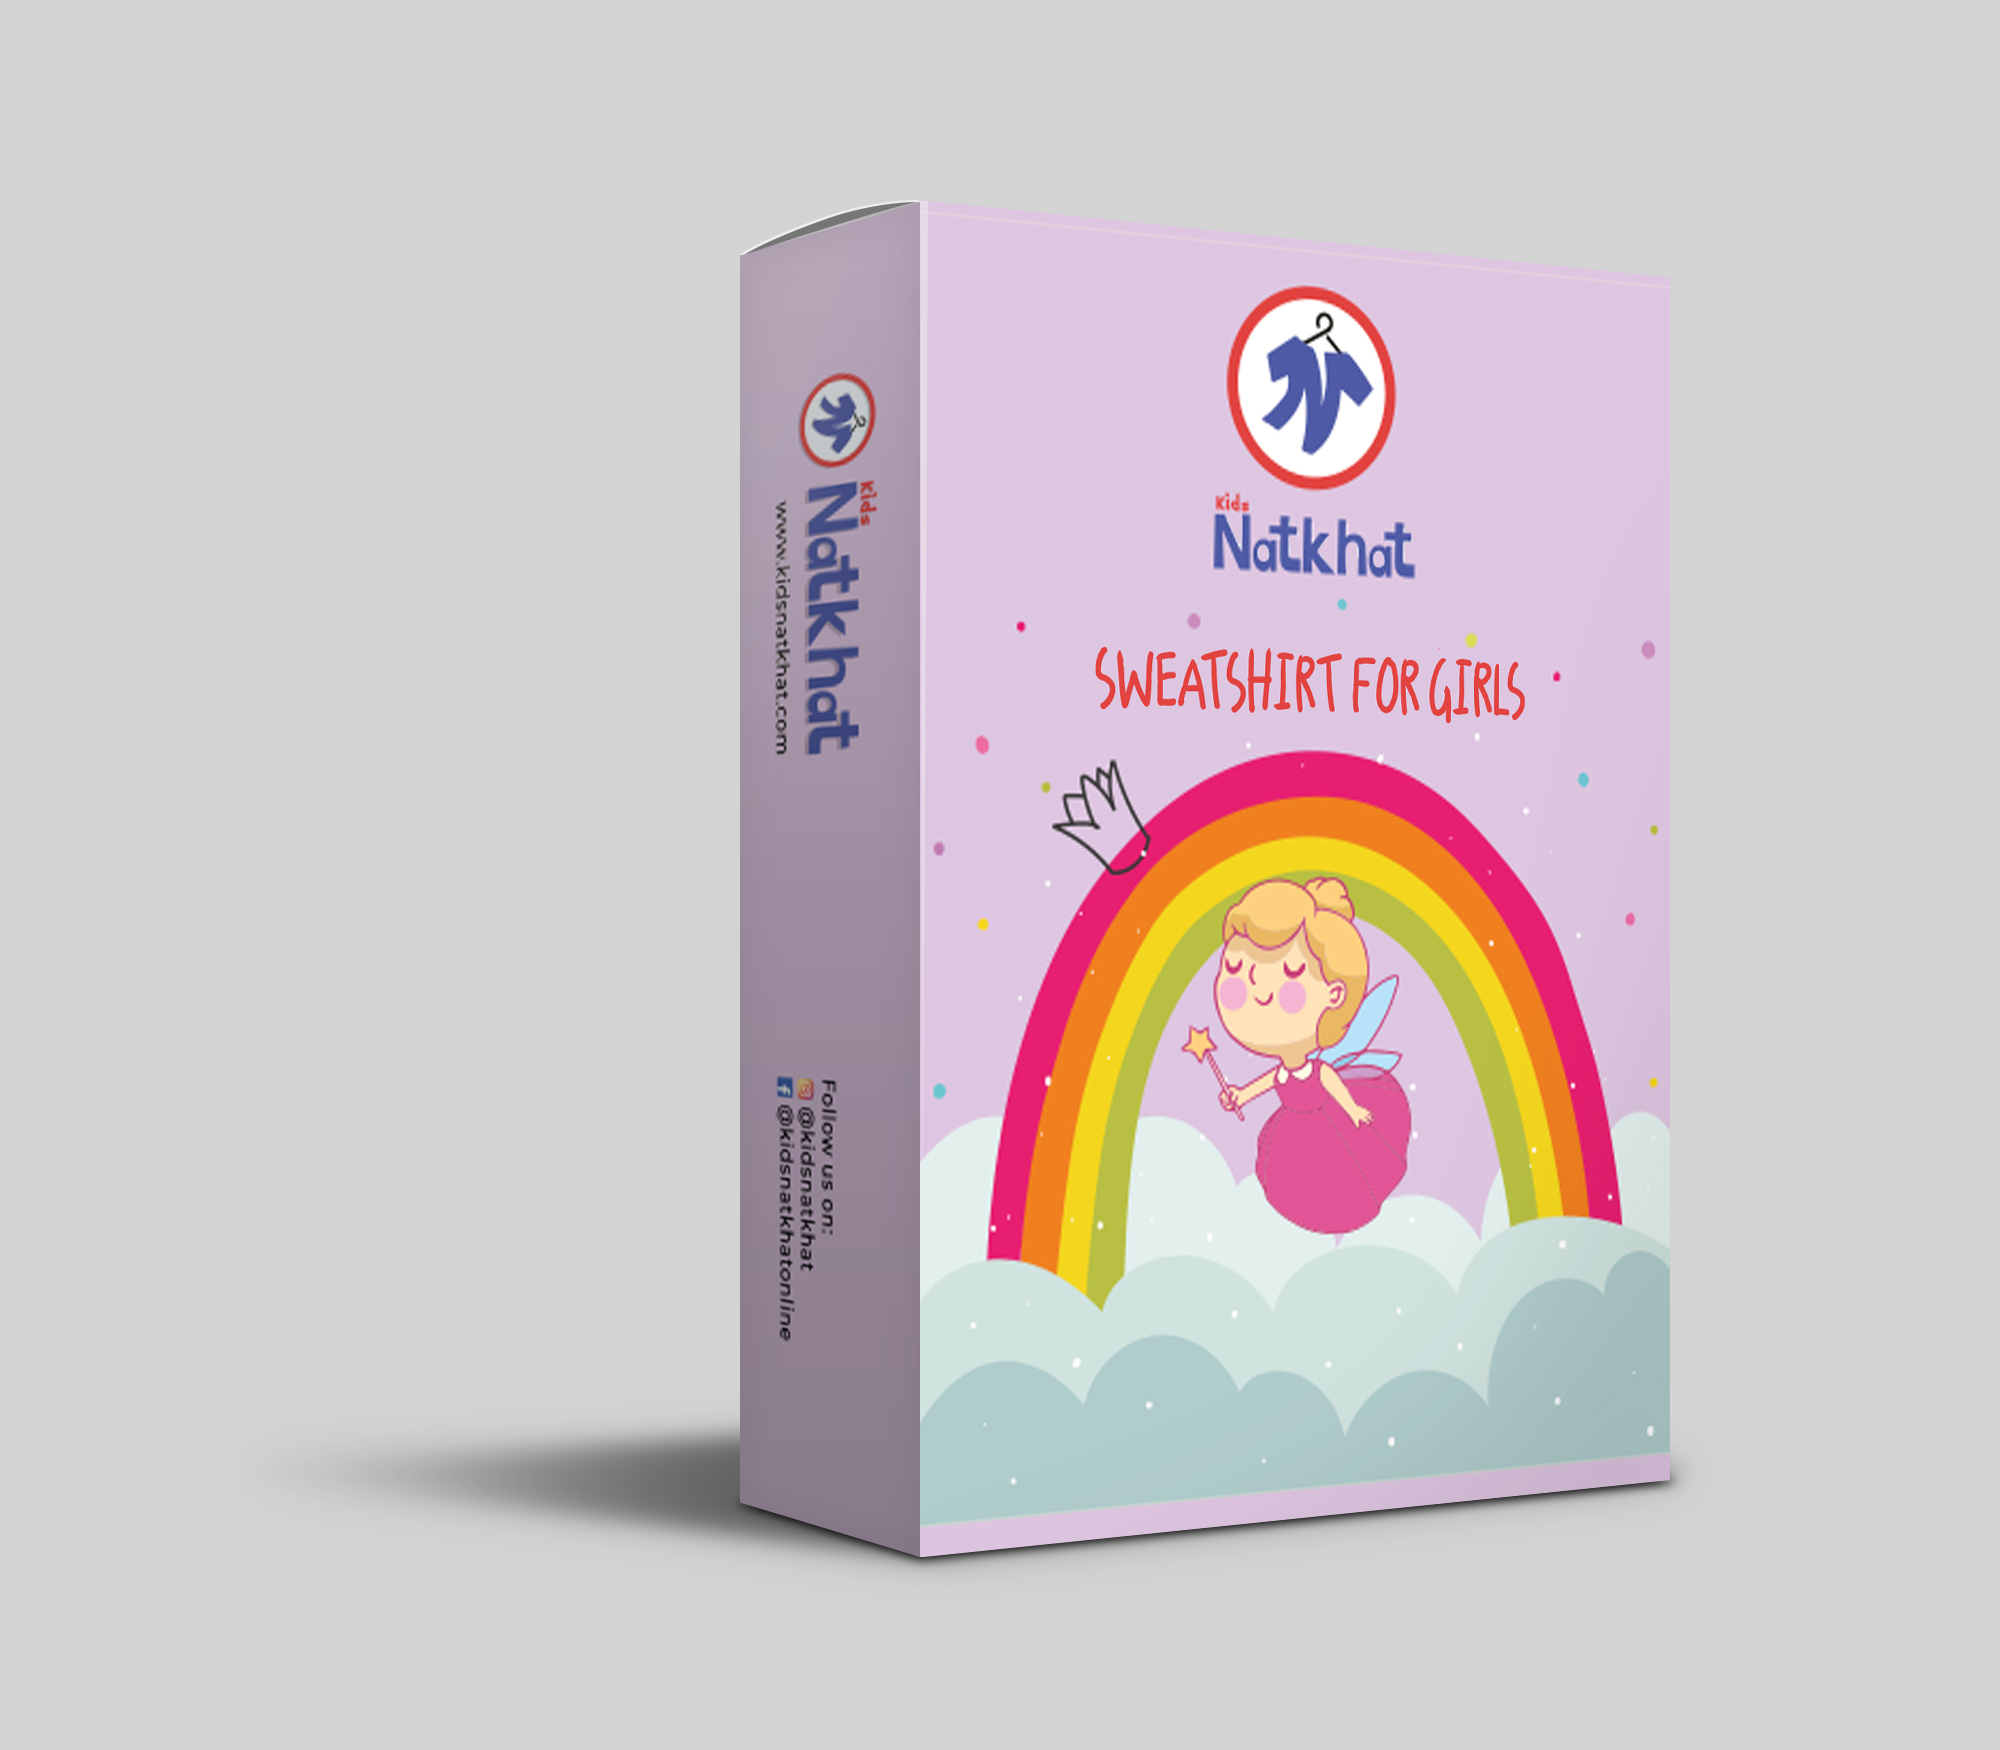 Kids
Natkhat
SWEATSHIRT FOR GIRLS
Kids
Natkhat
www.kidsnatkhat.com
Follow us on:
@kidsnatkhat
@kidsnatkhatonline